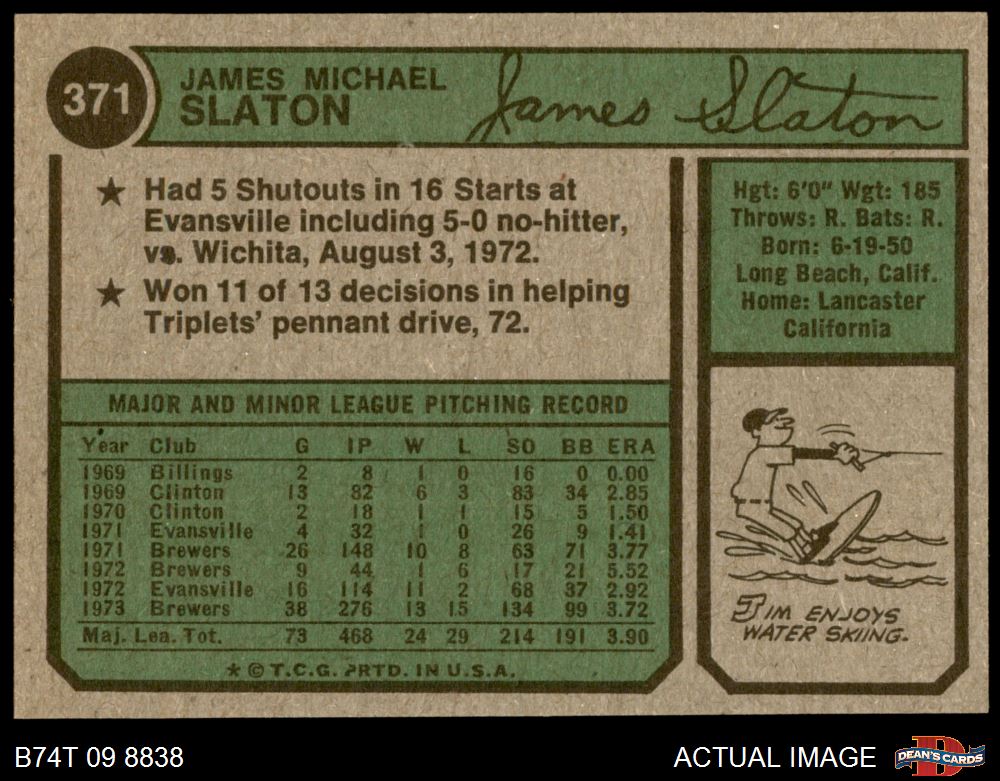 371
JAMES MICHAEL
SLATON
James Slaton
★ Had 5 Shutouts in 16 Starts at
Evansville including 5-0 no-hitter,
vs. Wichita, August 3, 1972.
★ Won 11 of 13 decisions in helping
Triplets' pennant drive, 72.
Hgt: 6'0" Wgt: 185
Throws: R. Bats: R.
Born: 6-19-50
Long Beach, Calif.
Home: Lancaster
California
MAJOR AND MINOR LEAGUE PITCHING RECORD
Year Club G IP W L SO BB ERA
1969 Billings 2 8 1 0 16 0 0.00
1969 Clinton 13 82 6 3 83 34 2.85
1970 Clinton 2 18 1 1 15 5 1.50
1971 Evansville 4 32 1 0 26 9 1.41
1971 Brewers 26 148 10 8 63 71 3.77
1972 Brewers 9 44 1 6 17 21 5.52
1972 Evansville 16 114 11 2 68 37 2.92
1973 Brewers 38 276 13 15 134 99 3.72
Maj. Lea. Tot. 73 468 24 29 214 191 3.90
★ © T.C.G. PRTD. IN U.S.A.
JIM ENJOYS
WATER SKIING.
B74T 09 8838
ACTUAL IMAGE
D
DEAN'S CARDS